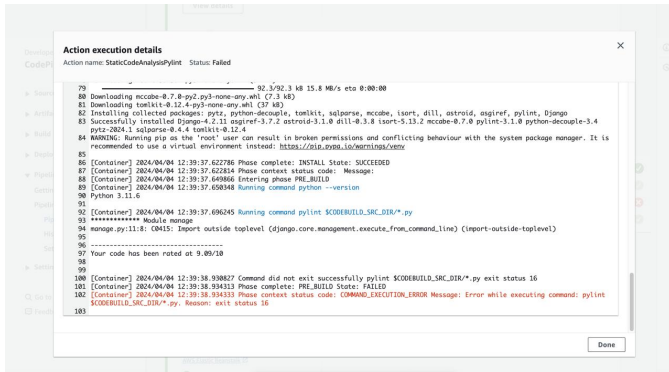 View details
Action execution details
Action name: StaticCodeAnalysisPylint Status: Failed
79 92.3/92.3 kB 15.8 MB/s eta 0:00:00
80 Downloading mccabe-0.7.0-py2.py3-none-any.whl (7.3 kB)
81 Downloading tomlkit-0.12.4-py3-none-any.whl (37 kB)
82 Installing collected packages: pytz, python-decouple, tomlkit, sqlparse, mccabe, isort, dill, astroid, asgiref, pylint, Django
83 Successfully installed Django-4.2.11 asgiref-3.7.2 astroid-3.1.0 dill-0.3.8 isort-5.13.2 mccabe-0.7.0 pylint-3.1.0 python-decouple-3.4
pytz-2024.1 sqlparse-0.4.4 tomlkit-0.12.4
84 WARNING: Running pip as the 'root' user can result in broken permissions and conflicting behaviour with the system package manager. It is
recommended to use a virtual environment instead: https://pip.pypa.io/warnings/venv
85
86 [Container] 2024/04/04 12:39:37.622786 Phase complete: INSTALL State: SUCCEEDED
87 [Container] 2024/04/04 12:39:37.622814 Phase context status code: Message:
88 [Container] 2024/04/04 12:39:37.649866 Entering phase PRE_BUILD
89 [Container] 2024/04/04 12:39:37.650348 Running command python --version
90 Python 3.11.6
91
92 [Container] 2024/04/04 12:39:37.696245 Running command pylint $CODEBUILD_SRC_DIR/*.py
93 ************* Module manage
94 manage.py:11:8: C0415: Import outside toplevel (django.core.management.execute_from_command_line) (import-outside-toplevel)
95
96 -----------------------------------
97 Your code has been rated at 9.09/10
98
99
100 [Container] 2024/04/04 12:39:38.930827 Command did not exit successfully pylint $CODEBUILD_SRC_DIR/*.py exit status 16
101 [Container] 2024/04/04 12:39:38.934313 Phase complete: PRE_BUILD State: FAILED
102 [Container] 2024/04/04 12:39:38.934333 Phase context status code: COMMAND_EXECUTION_ERROR Message: Error while executing command: pylint
$CODEBUILD_SRC_DIR/*.py. Reason: exit status 16
103
Done